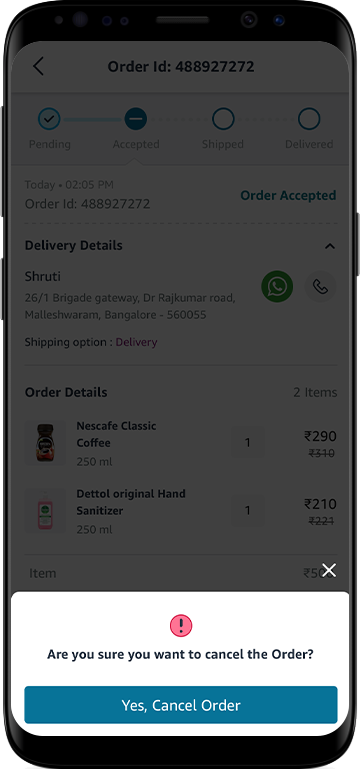 Order Id: 488927272
Pending Accepted Shipped Delivered
Today • 02:05 PM
Order Id: 488927272
Order Accepted
Delivery Details
Shruti
26/1 Brigade gateway, Dr Rajkumar road,
Malleshwaram, Bangalore - 560055
Shipping option : Delivery
Order Details 2 Items
Nescafe Classic
Coffee
250 ml
1
₹290
₹310
Dettol original Hand
Sanitizer
250 ml
1
₹210
₹221
Item
Are you sure you want to cancel the Order?
Yes, Cancel Order